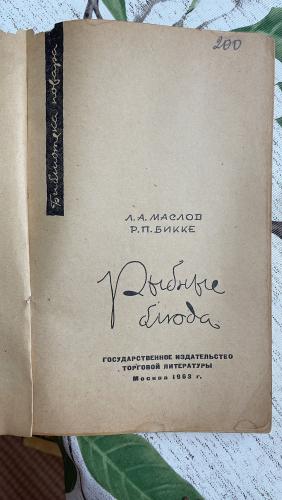 200
Библиотека повара
Л.А.МАСЛОВ
Р.П.БИККЕ
Рыбные
блюда
ГОСУДАРСТВЕННОЕ ИЗДАТЕЛЬСТВО
ТОРГОВОЙ ЛИТЕРАТУРЫ
Москва 1963 г.